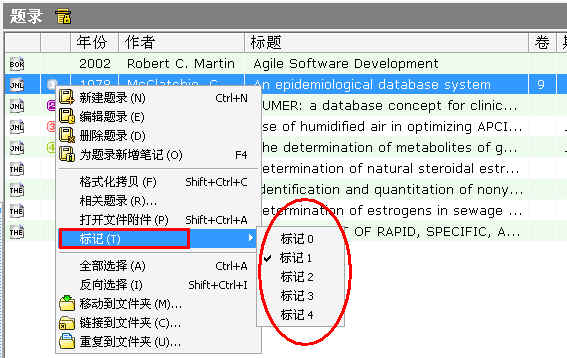 题录
年份 作者 标题 卷
BOK 2002 Robert C. Martin Agile Software Development
JNL 1 1978 McClatchie, C... An epidemiological database system 9
JNL 2 UMER: a database concept for clinic...
JNL 3 se of humidified air in optimizing APCI...
JNL 4 he determination of metabolites of g...
THE etermination of natural steroidal estr...
THE dentification and quantitation of nony...
THE etermination of estrogens in sewage ...
THE OF RAPID, SPECIFIC, A...
新建题录 (N) Ctrl+N
编辑题录 (E)
删除题录 (D)
为题录新增笔记 (O) F4
格式化拷贝 (F) Shift+Ctrl+C
相关题录 (R)...
打开文件附件 (P) Shift+Ctrl+A
标记 (T)
全部选择 (A) Ctrl+A
反向选择 (I) Shift+Ctrl+I
移动到文件夹 (M)...
链接到文件夹 (C)...
重复到文件夹 (U)...
标记 0
标记 1
标记 2
标记 3
标记 4